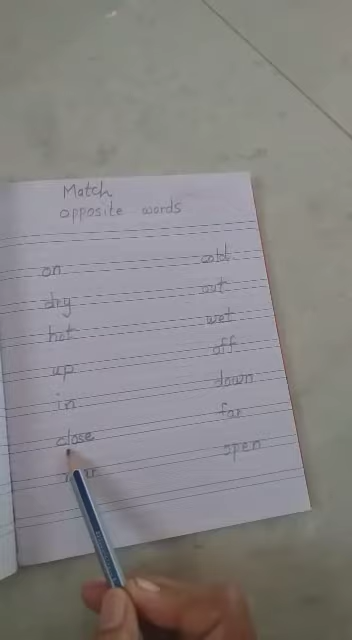 Match
opposite words
on cold
dry out
hot wet
up off
in down
close far
open